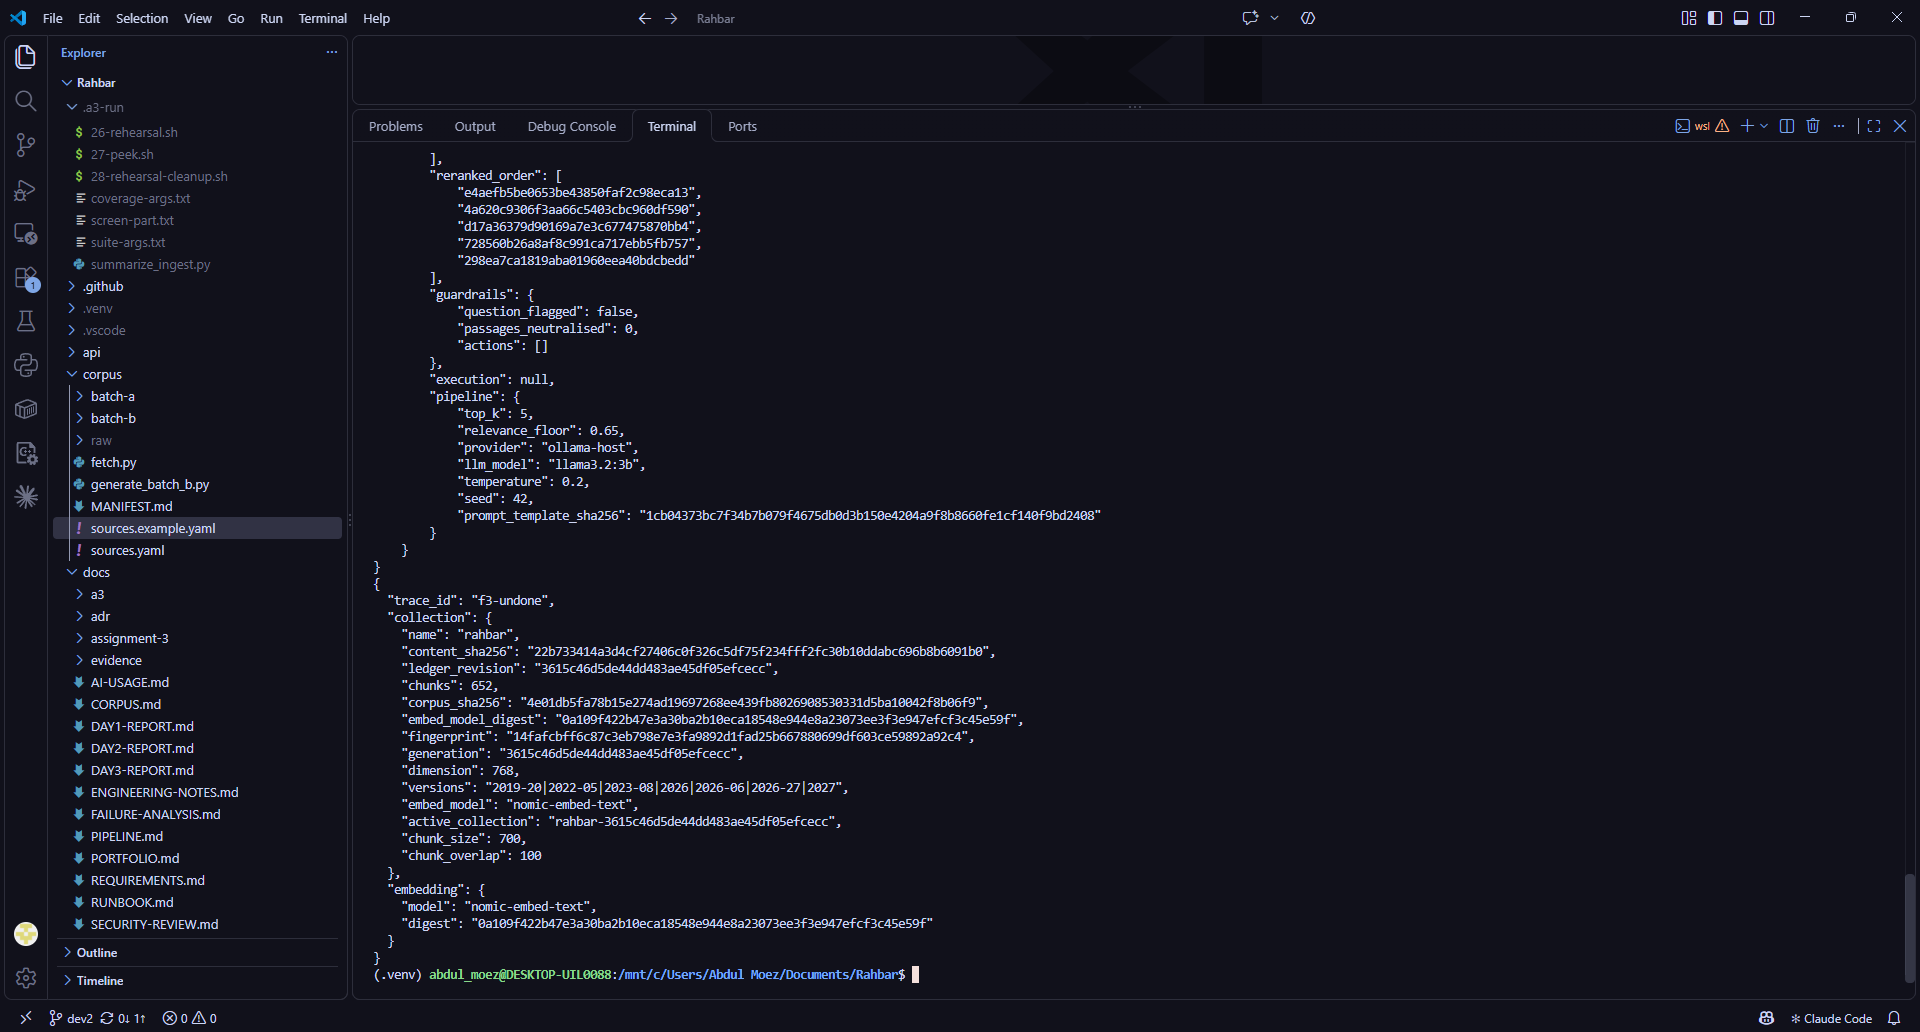 File Edit Selection View Go Run Terminal Help
Rahbar
Explorer
Rahbar
.a3-run
26-rehearsal.sh
27-peek.sh
28-rehearsal-cleanup.sh
coverage-args.txt
screen-part.txt
suite-args.txt
summarize_ingest.py
.github
.venv
.vscode
api
corpus
batch-a
batch-b
raw
fetch.py
generate_batch_b.py
MANIFEST.md
sources.example.yaml
sources.yaml
docs
a3
adr
assignment-3
evidence
AI-USAGE.md
CORPUS.md
DAY1-REPORT.md
DAY2-REPORT.md
DAY3-REPORT.md
ENGINEERING-NOTES.md
FAILURE-ANALYSIS.md
PIPELINE.md
PORTFOLIO.md
REQUIREMENTS.md
RUNBOOK.md
SECURITY-REVIEW.md
Outline
Timeline
1
Problems Output Debug Console Terminal Ports
wsl
],
"reranked_order": [
"e4aefb5be0653be43850faf2c98eca13",
"4a620c9306f3aa66c5403cbc960df590",
"d17a36379d90169a7e3c677475870bb4",
"728560b26a8af8c991ca717ebb5fb757",
"298ea7ca1819aba01960eea40bdcbedd"
],
"guardrails": {
"question_flagged": false,
"passages_neutralised": 0,
"actions": []
},
"execution": null,
"pipeline": {
"top_k": 5,
"relevance_floor": 0.65,
"provider": "ollama-host",
"llm_model": "llama3.2:3b",
"temperature": 0.2,
"seed": 42,
"prompt_template_sha256": "1cb04373bc7f34b7b079f4675db0d3b150e4204a9f8b8660fe1cf140f9bd2408"
}
}
}
{
"trace_id": "f3-undone",
"collection": {
"name": "rahbar",
"content_sha256": "22b733414a3d4cf27406c0f326c5df75f234fff2fc30b10ddabc696b8b6091b0",
"ledger_revision": "3615c46d5de44dd483ae45df05efcecc",
"chunks": 652,
"corpus_sha256": "4e01db5fa78b15e274ad19697268ee439fb8026908530331d5ba10042f8b06f9",
"embed_model_digest": "0a109f422b47e3a30ba2b10eca18548e944e8a23073ee3f3e947efcf3c45e59f",
"fingerprint": "14fafcbff6c87c3eb798e7e3fa9892d1fad25b667880699df603ce59892a92c4",
"generation": "3615c46d5de44dd483ae45df05efcecc",
"dimension": 768,
"versions": "2019-20|2022-05|2023-08|2026|2026-06|2026-27|2027",
"embed_model": "nomic-embed-text",
"active_collection": "rahbar-3615c46d5de44dd483ae45df05efcecc",
"chunk_size": 700,
"chunk_overlap": 100
},
"embedding": {
"model": "nomic-embed-text",
"digest": "0a109f422b47e3a30ba2b10eca18548e944e8a23073ee3f3e947efcf3c45e59f"
}
}
(.venv) abdul_moez@DESKTOP-UIL0088:/mnt/c/Users/Abdul Moez/Documents/Rahbar$
dev2 0↓ 1↑ 0 0
Claude Code